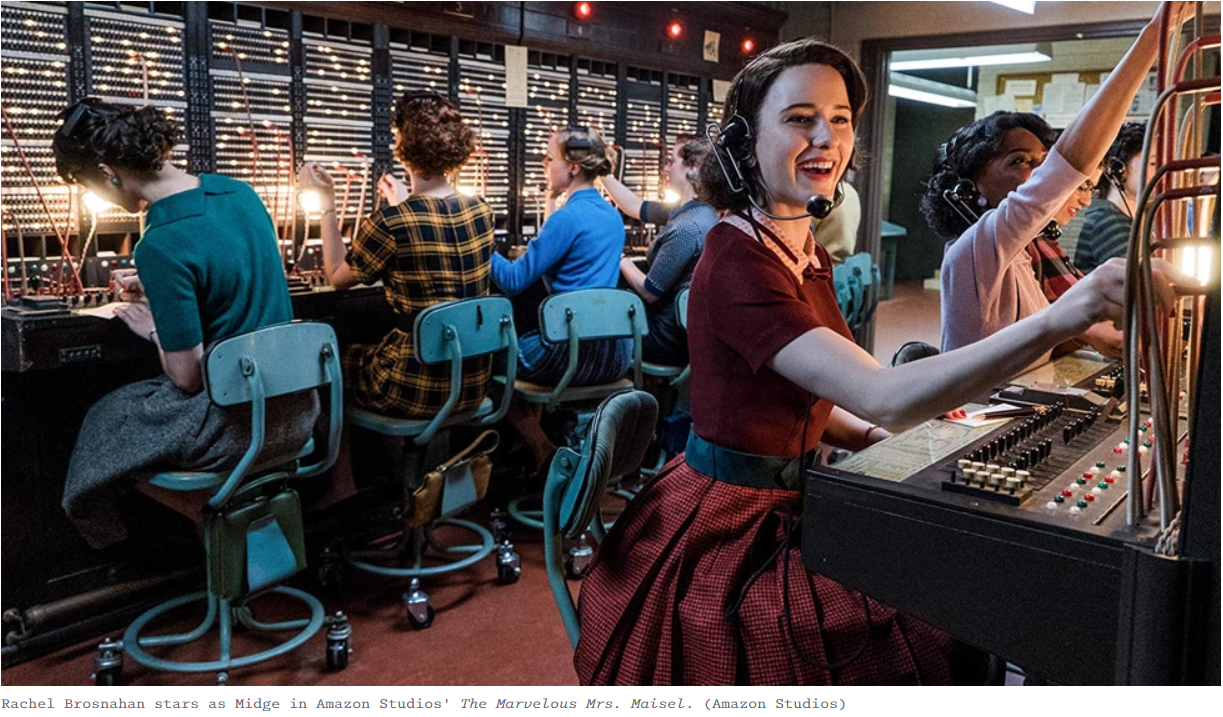 Rachel Brosnahan stars as Midge in Amazon Studios' The Marvelous Mrs. Maisel. (Amazon Studios)